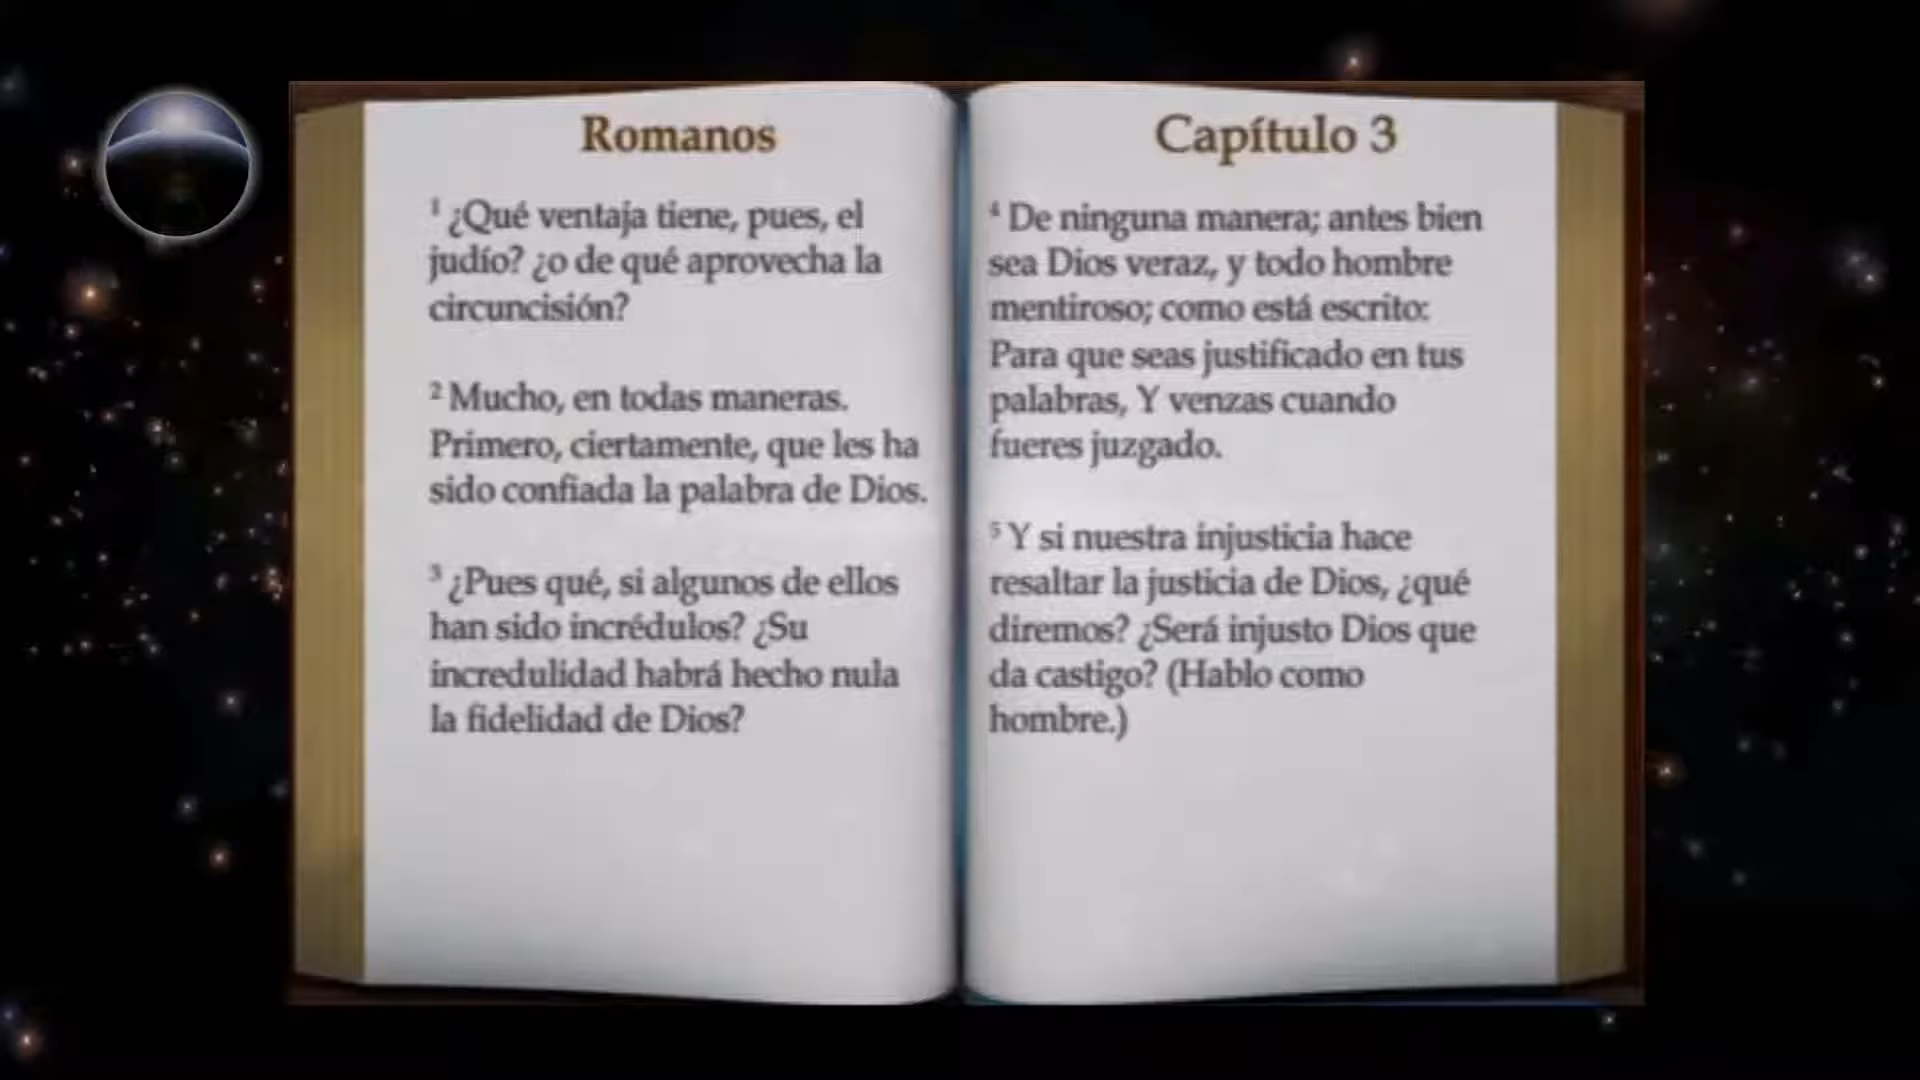 Romanos
1 ¿Qué ventaja tiene, pues, el
judío? ¿o de qué aprovecha la
circuncisión?
2 Mucho, en todas maneras.
Primero, ciertamente, que les ha
sido confiada la palabra de Dios.
3 ¿Pues qué, si algunos de ellos
han sido incrédulos? ¿Su
incredulidad habrá hecho nula
la fidelidad de Dios?
Capítulo 3
4 De ninguna manera; antes bien
sea Dios veraz, y todo hombre
mentiroso; como está escrito:
Para que seas justificado en tus
palabras, Y venzas cuando
fueres juzgado.
5 Y si nuestra injusticia hace
resaltar la justicia de Dios, ¿qué
diremos? ¿Será injusto Dios que
da castigo? (Hablo como
hombre.)